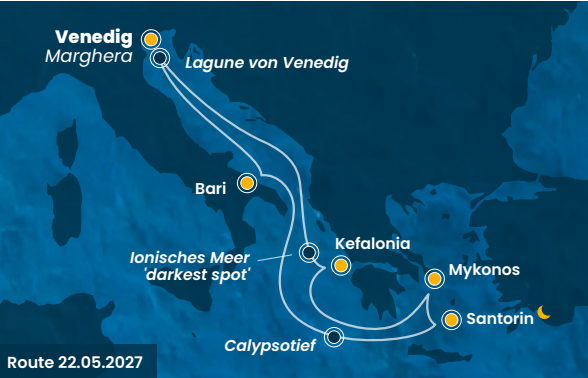 Venedig
Marghera
Lagune von Venedig
Bari
Ionisches Meer
'darkest spot'
Kefalonia
Mykonos
Santorin
Calypsotief
Route 22.05.2027